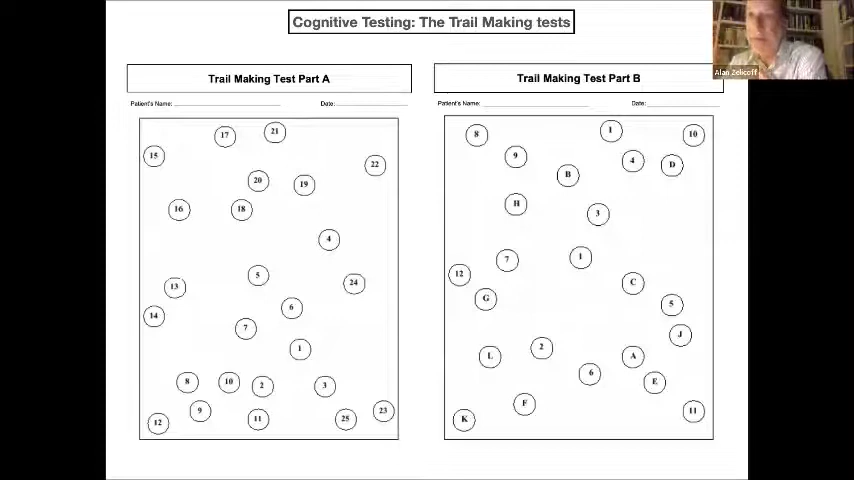 Cognitive Testing: The Trail Making tests
Alan Zelicoff
Trail Making Test Part A
Patient's Name: Date:
17 21
15 22
20 19
16 18
4
5 24
13
6
14 7
1
8 10 2 3
9 23
12 11 25
Trail Making Test Part B
Patient's Name: Date:
8 1 10
9 4 D
B
H 3
7 1
12 C
G 5
J
L 2 A
6 E
F 11
K